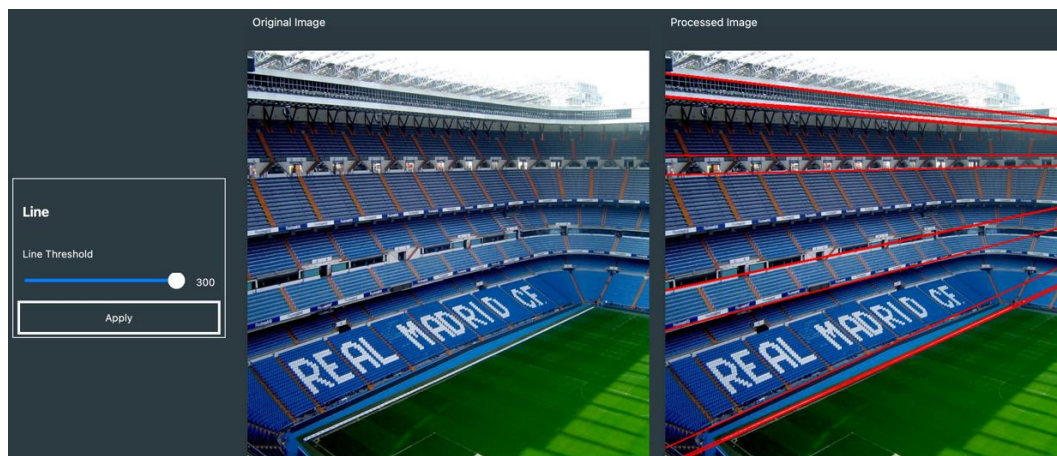 Original Image
Processed Image
Line
Line Threshold
300
Apply
REAL MADRID CF.
REAL MADRID CF.